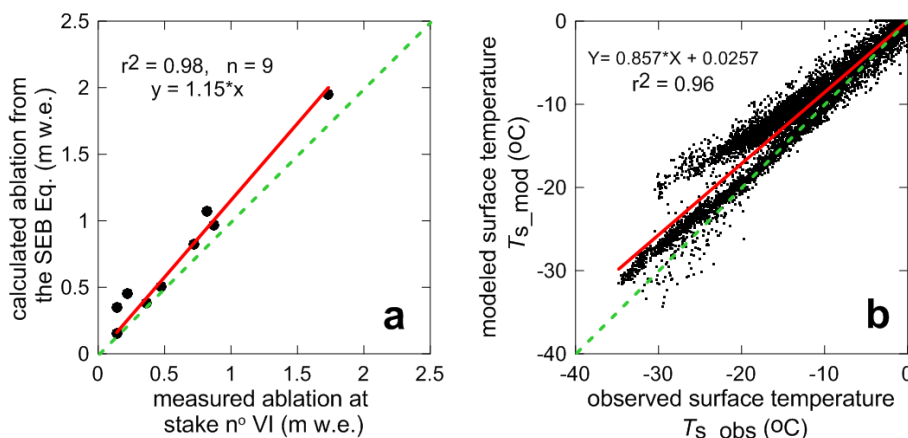 2.5
2
1.5
1
0.5
0
0
0.5
1
1.5
2
2.5
r2 = 0.98, n = 9
y = 1.15*x
a
calculated ablation from
the SEB Eq. (m w.e.)
measured ablation at
stake nº VI (m w.e.)
0
-10
-20
-30
-40
-40
-30
-20
-10
0
Y= 0.857*X + 0.0257
r2 = 0.96
b
modeled surface temperature
Ts_mod (oC)
observed surface temperature
Ts_obs (oC)